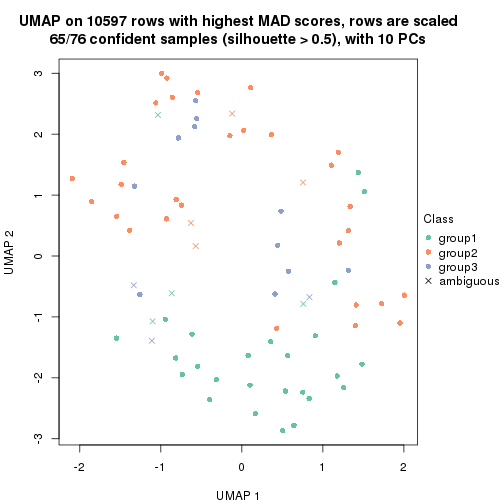 UMAP on 10597 rows with highest MAD scores, rows are scaled
65/76 confident samples (silhouette > 0.5), with 10 PCs
3
2
1
0
-1
-2
-3
UMAP 2
-2
-1
0
1
2
UMAP 1
Class
group1
group2
group3
ambiguous